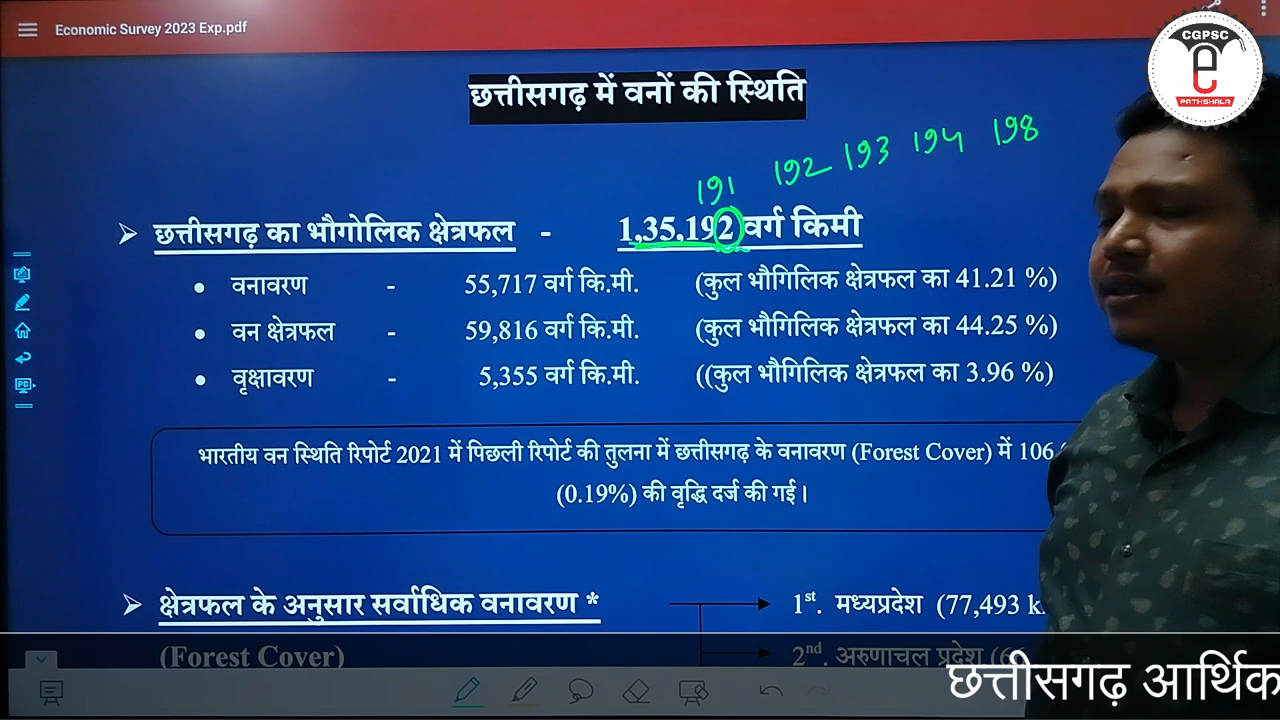 Economic Survey 2023 Exp.pdf
CGPSC
e
PATHSHALA
छत्तीसगढ़ में वनों की स्थिति
191 192 193 194 198
छत्तीसगढ़ का भौगोलिक क्षेत्रफल - 1,35,192 वर्ग किमी
• वनावरण - 55,717 वर्ग कि.मी. (कुल भौगिलिक क्षेत्रफल का 41.21 %)
• वन क्षेत्रफल - 59,816 वर्ग कि.मी. (कुल भौगिलिक क्षेत्रफल का 44.25 %)
• वृक्षावरण - 5,355 वर्ग कि.मी. ((कुल भौगिलिक क्षेत्रफल का 3.96 %)
भारतीय वन स्थिति रिपोर्ट 2021 में पिछली रिपोर्ट की तुलना में छत्तीसगढ़ के वनावरण (Forest Cover) में 106
(0.19%) की वृद्धि दर्ज की गई।
क्षेत्रफल के अनुसार सर्वाधिक वनावरण * 1st. मध्यप्रदेश (77,493 k.
(Forest Cover) 2nd. अरुणाचल प्रदेश (66
PC
छत्तीसगढ़ आर्थिक